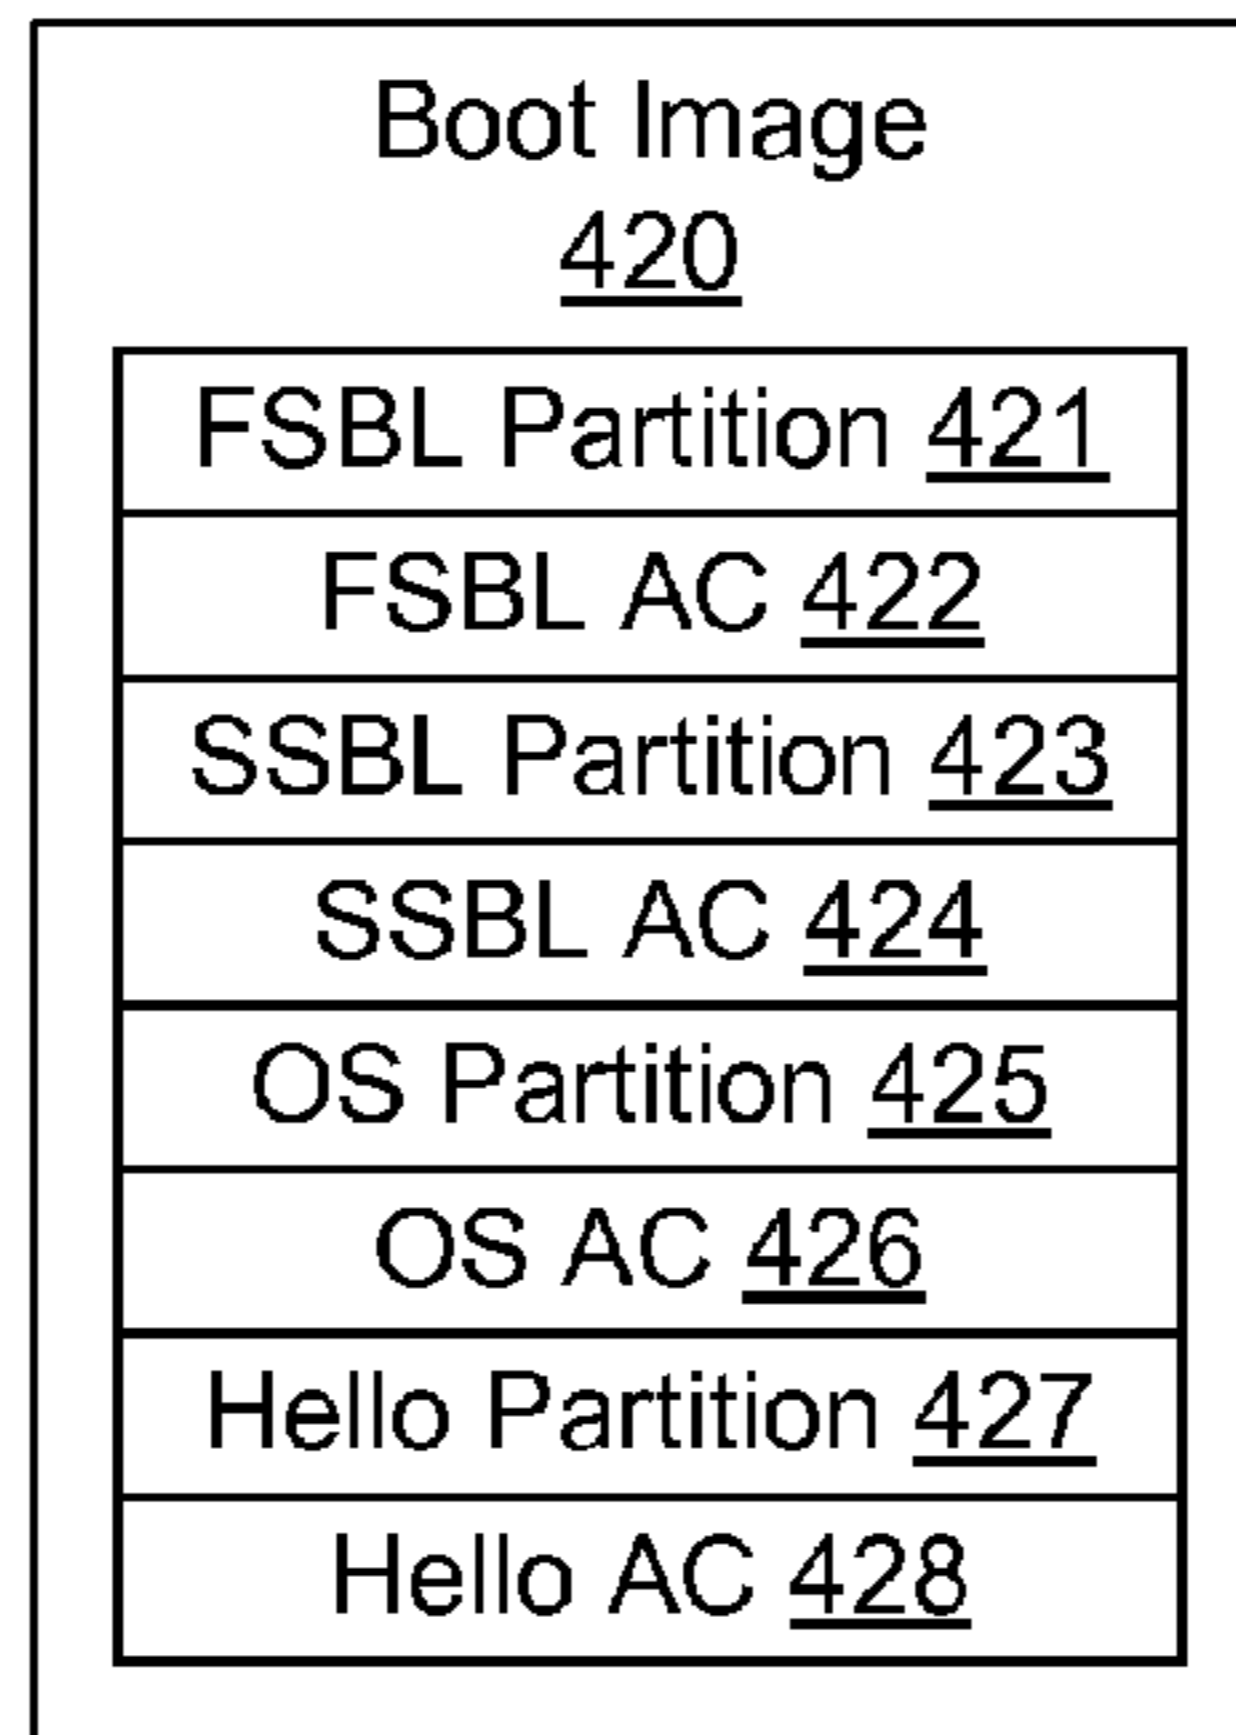 Boot Image
420
FSBL Partition 421
FSBL AC 422
SSBL Partition 423
SSBL AC 424
OS Partition 425
OS AC 426
Hello Partition 427
Hello AC 428